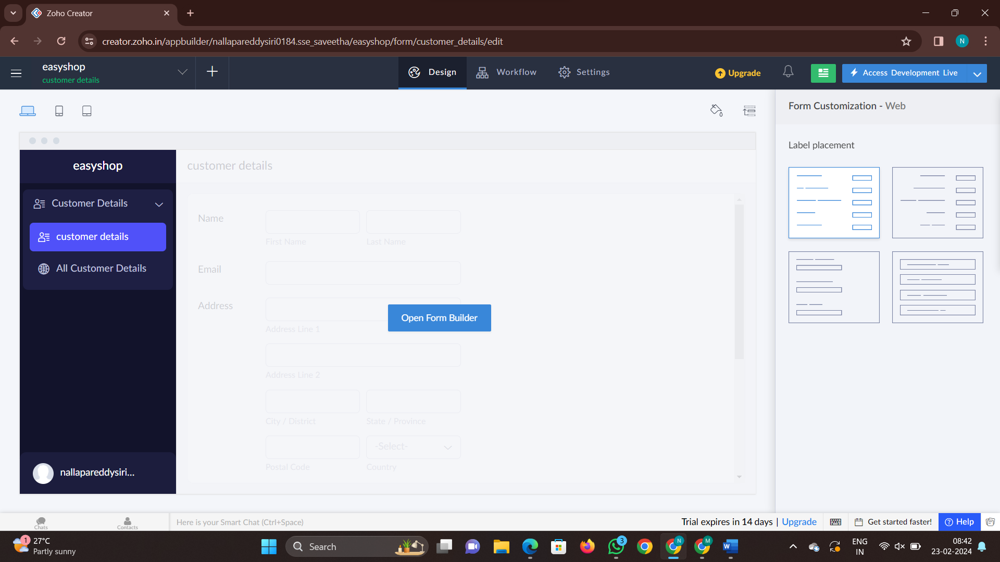 Zoho Creator
creator.zoho.in/appbuilder/nallapareddysiri0184.sse_saveetha/easyshop/form/customer_details/edit
N
easyshop
customer details
Design
Workflow
Settings
Upgrade
Access Development Live
Form Customization - Web
Label placement
easyshop
Customer Details
customer details
All Customer Details
nallapareddysiri...
customer details
Name
First Name
Last Name
Email
Address
Address Line 1
Open Form Builder
Address Line 2
City / District
State / Province
-Select-
Postal Code
Country
Chats
Contacts
Here is your Smart Chat (Ctrl+Space)
Trial expires in 14 days | Upgrade
Get started faster!
? Help
1
27°C
Partly sunny
Search
3
N
M
W
ENG
IN
08:42
23-02-2024